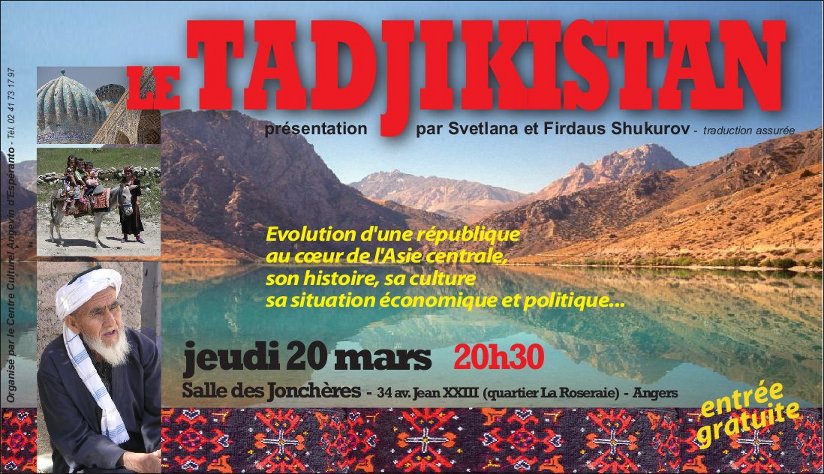 LE TADJIKISTAN
présentation par Svetlana et Firdaus Shukurov - traduction assurée
Evolution d'une république
au cœur de l'Asie centrale,
son histoire, sa culture
sa situation économique et politique...
jeudi 20 mars 20h30
Salle des Jonchères - 34 av. Jean XXIII (quartier La Roseraie) - Angers
entrée
gratuite
Organisé par le Centre Culturel Angevin d'Espéranto - Tél. 02 41 73 17 97